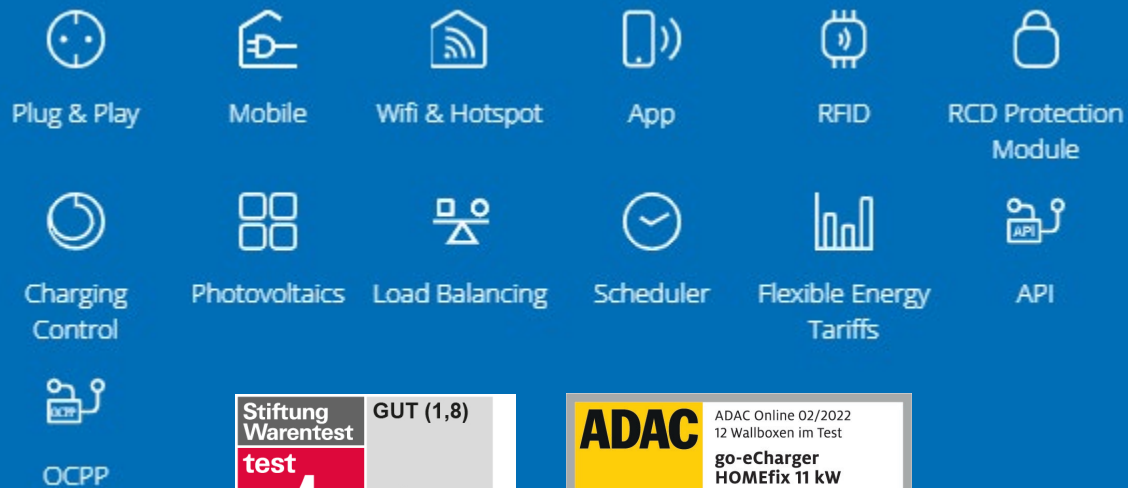 Plug & Play
Mobile
Wifi & Hotspot
App
RFID
RCD Protection
Module
Charging
Control
Photovoltaics
Load Balancing
Scheduler
Flexible Energy
Tariffs
API
API
OCPP
OCPP
Stiftung
Warentest
test
GUT (1,8)
ADAC
ADAC Online 02/2022
12 Wallboxen im Test
go-eCharger
HOMEfix 11 kW